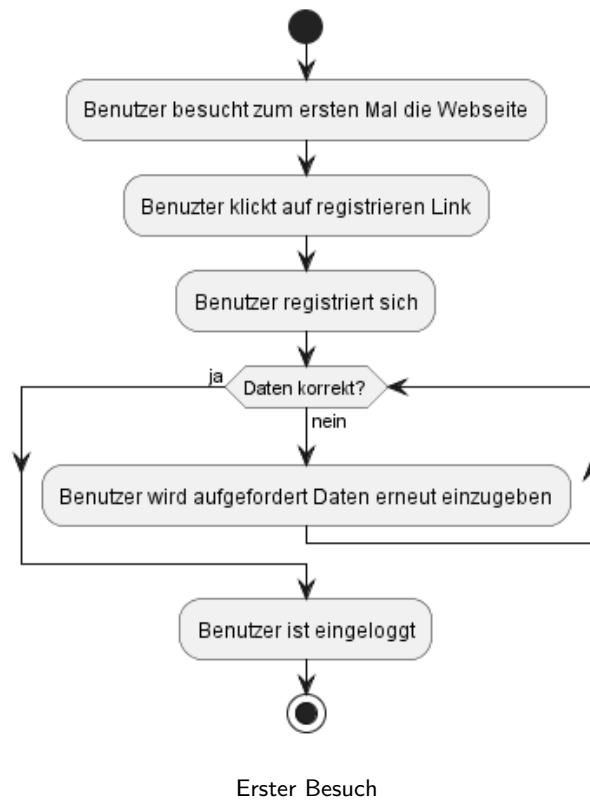 Benutzer besucht zum ersten Mal die Webseite
Benuzter klickt auf registrieren Link
Benutzer registriert sich
ja
Daten korrekt?
nein
Benutzer wird aufgefordert Daten erneut einzugeben
Benutzer ist eingeloggt
Erster Besuch